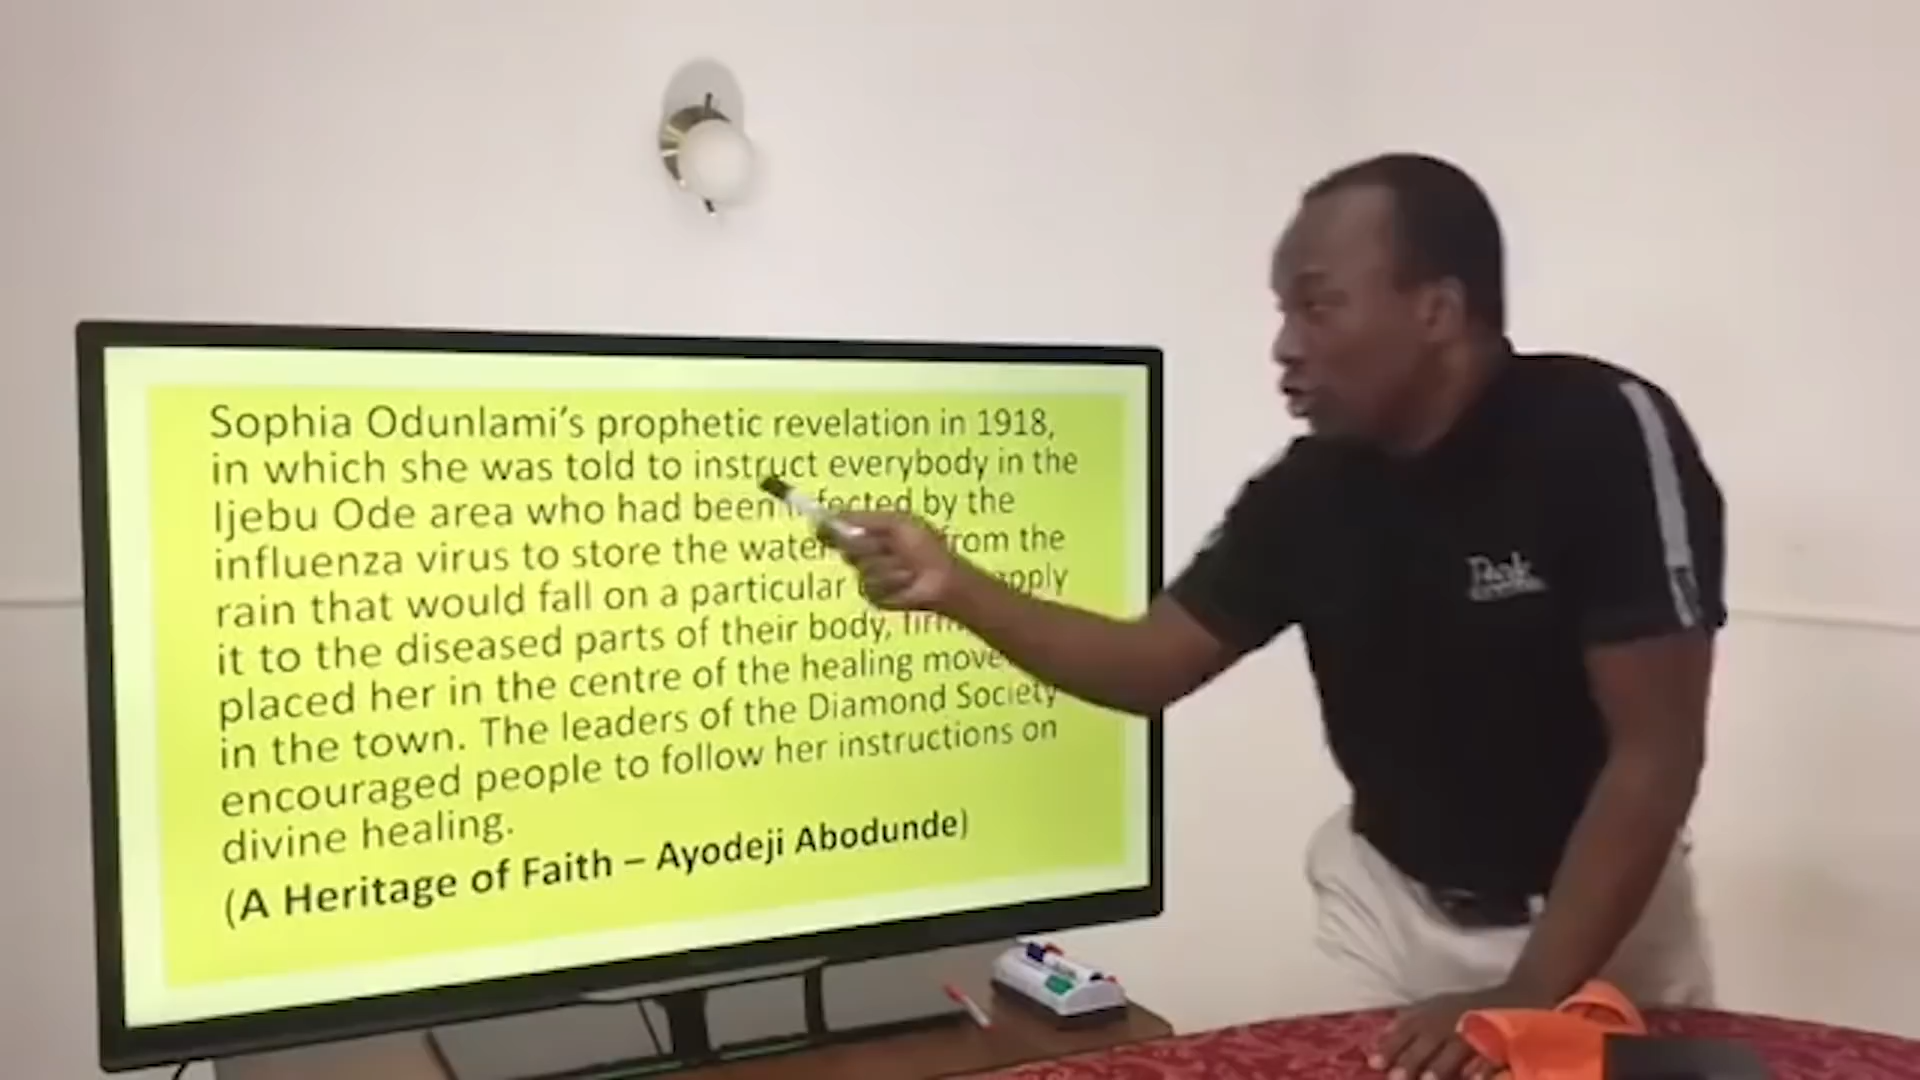 Sophia Odunlami's prophetic revelation in 1918,
in which she was told to instruct everybody in the
Ijebu Ode area who had been by the
influenza virus to store the water from the
rain that would fall on a particular
it to the diseased parts of their body,
placed her in the centre of the healing
in the town. The leaders of the Diamond Society
encouraged people to follow her instructions on
divine healing.
(A Heritage of Faith – Ayodeji Abodunde)